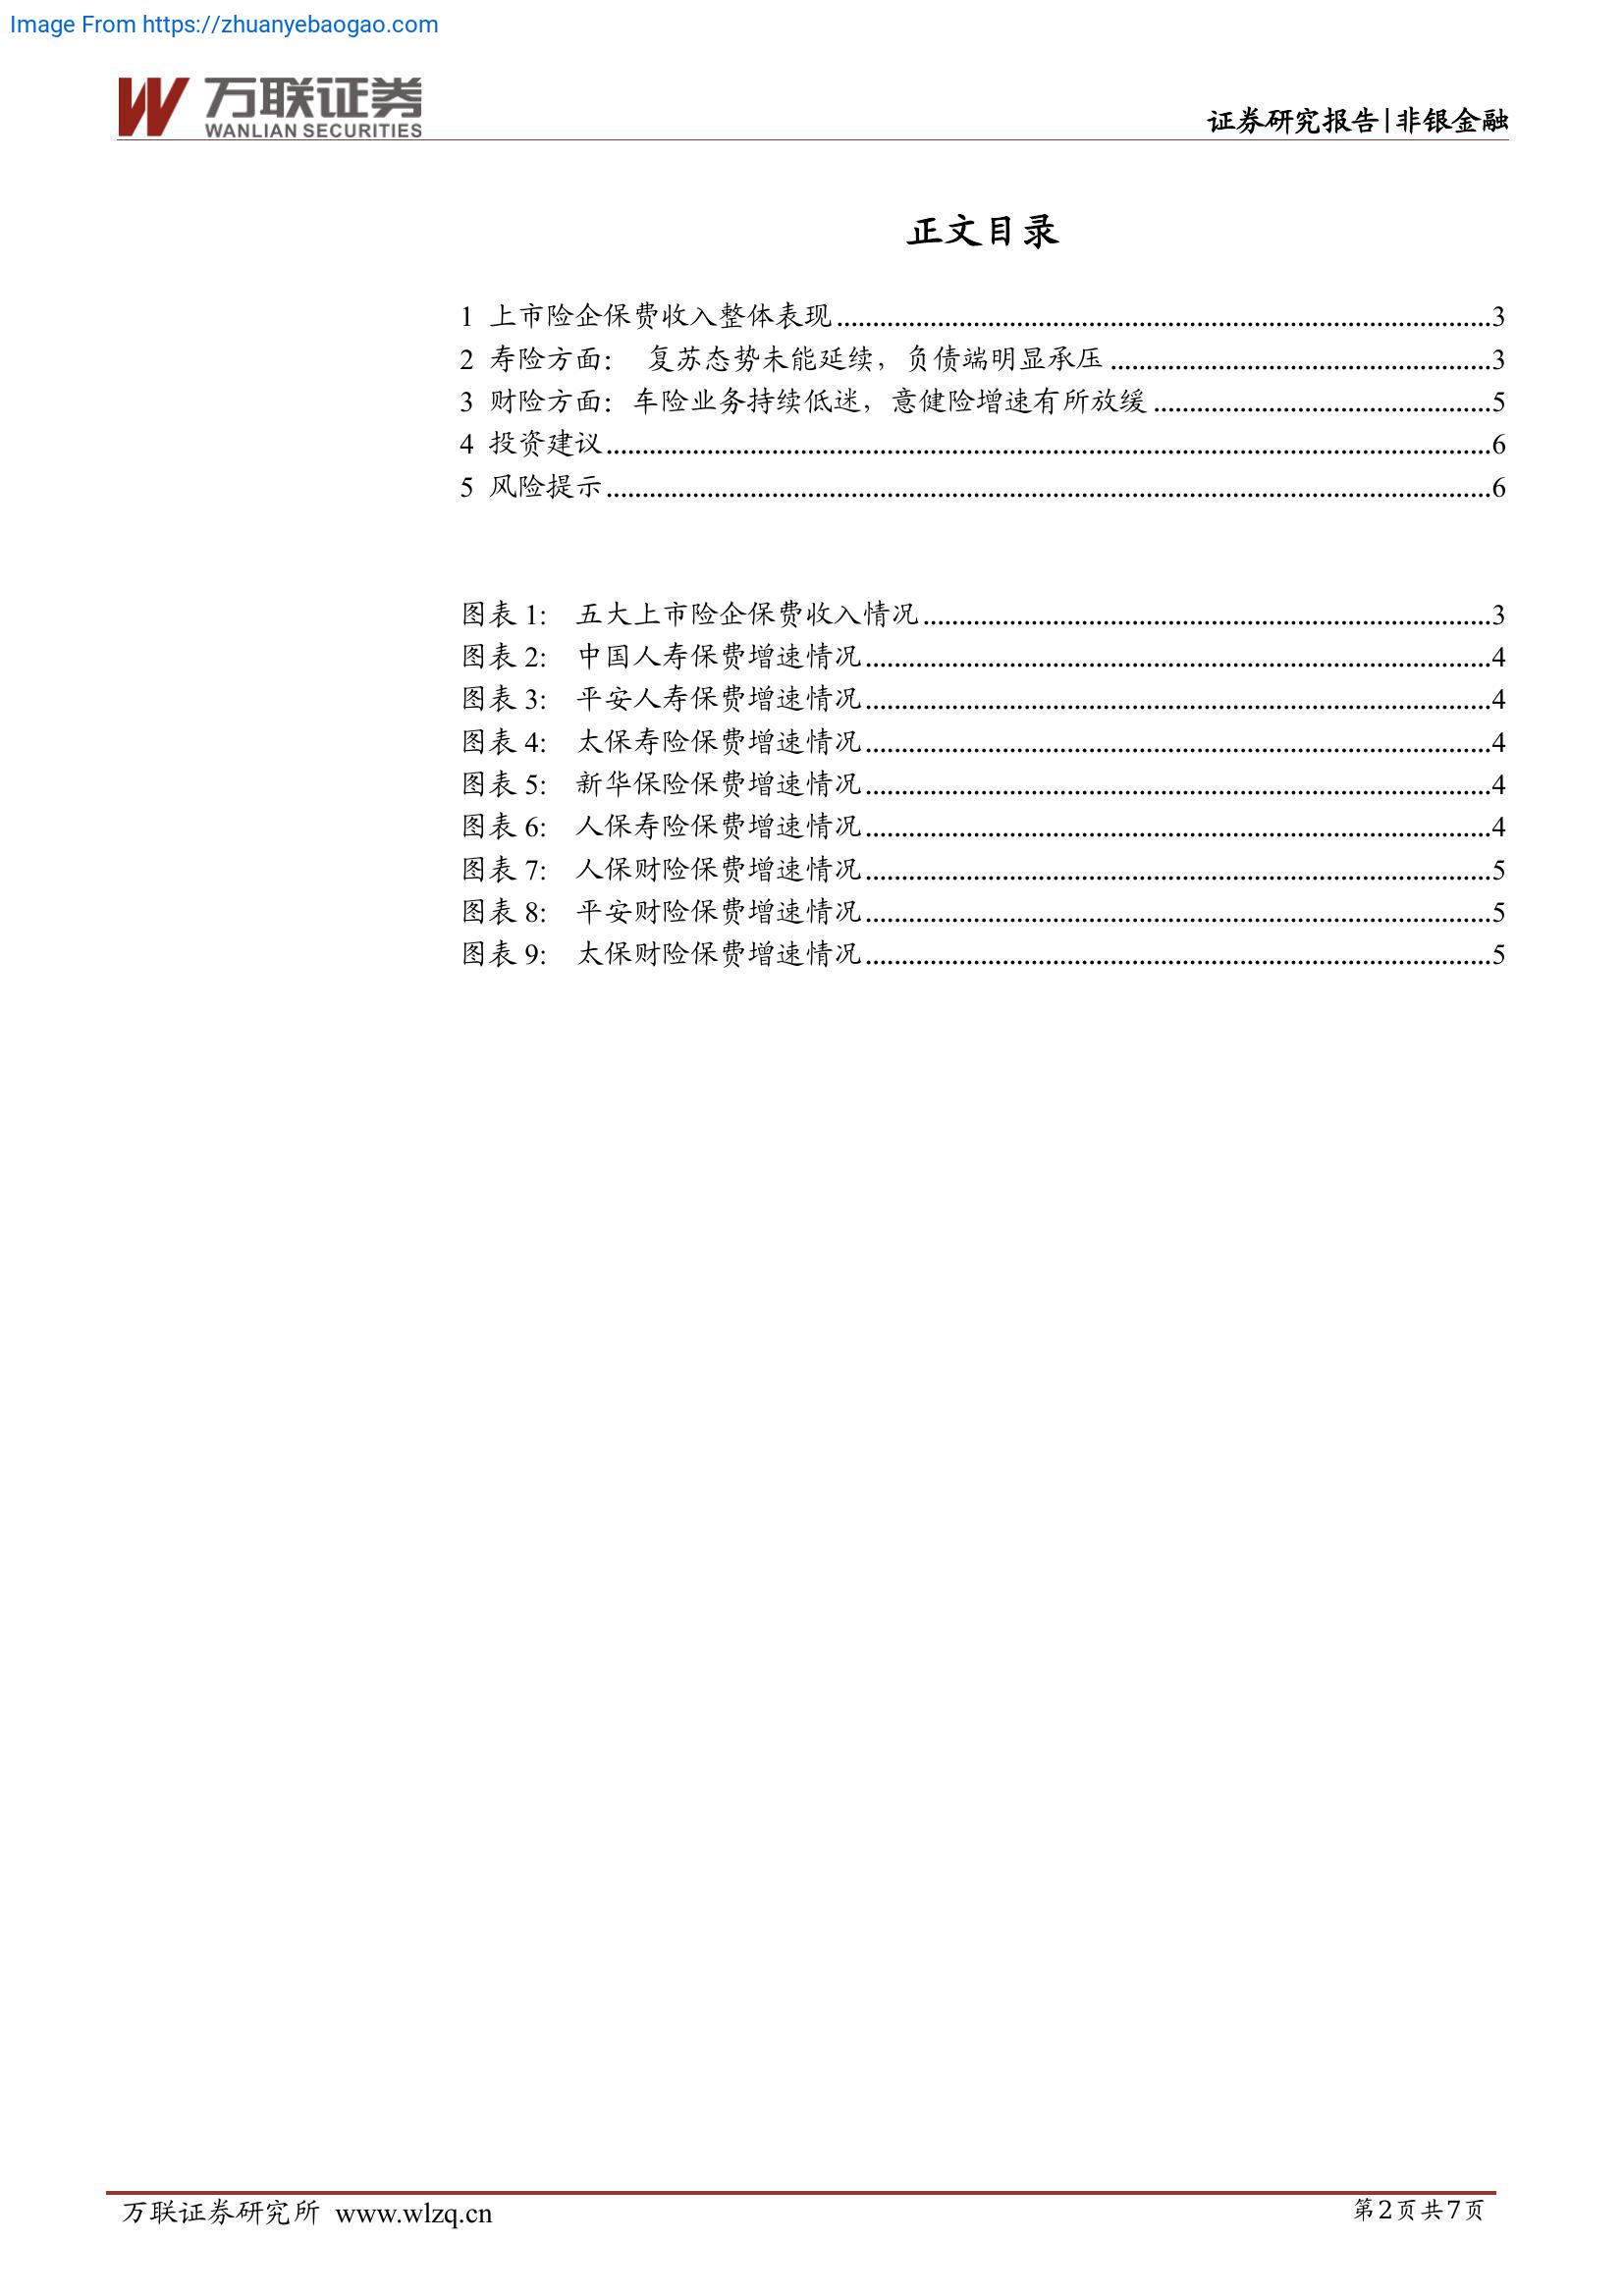 Image From https://zhuanyebaogao.com
万联证券
WANLIAN SECURITIES
证券研究报告|非银金融
正文目录
1 上市险企保费收入整体表现..........................................................................................3
2 寿险方面： 复苏态势未能延续，负债端明显承压.....................................................3
3 财险方面：车险业务持续低迷，意健险增速有所放缓...............................................5
4 投资建议..........................................................................................................................6
5 风险提示..........................................................................................................................6
图表 1: 五大上市险企保费收入情况..............................................................................3
图表 2: 中国人寿保费增速情况......................................................................................4
图表 3: 平安人寿保费增速情况......................................................................................4
图表 4: 太保寿险保费增速情况......................................................................................4
图表 5: 新华保险保费增速情况......................................................................................4
图表 6: 人保寿险保费增速情况......................................................................................4
图表 7: 人保财险保费增速情况......................................................................................5
图表 8: 平安财险保费增速情况......................................................................................5
图表 9: 太保财险保费增速情况......................................................................................5
万联证券研究所 www.wlzq.cn
第2页共7页